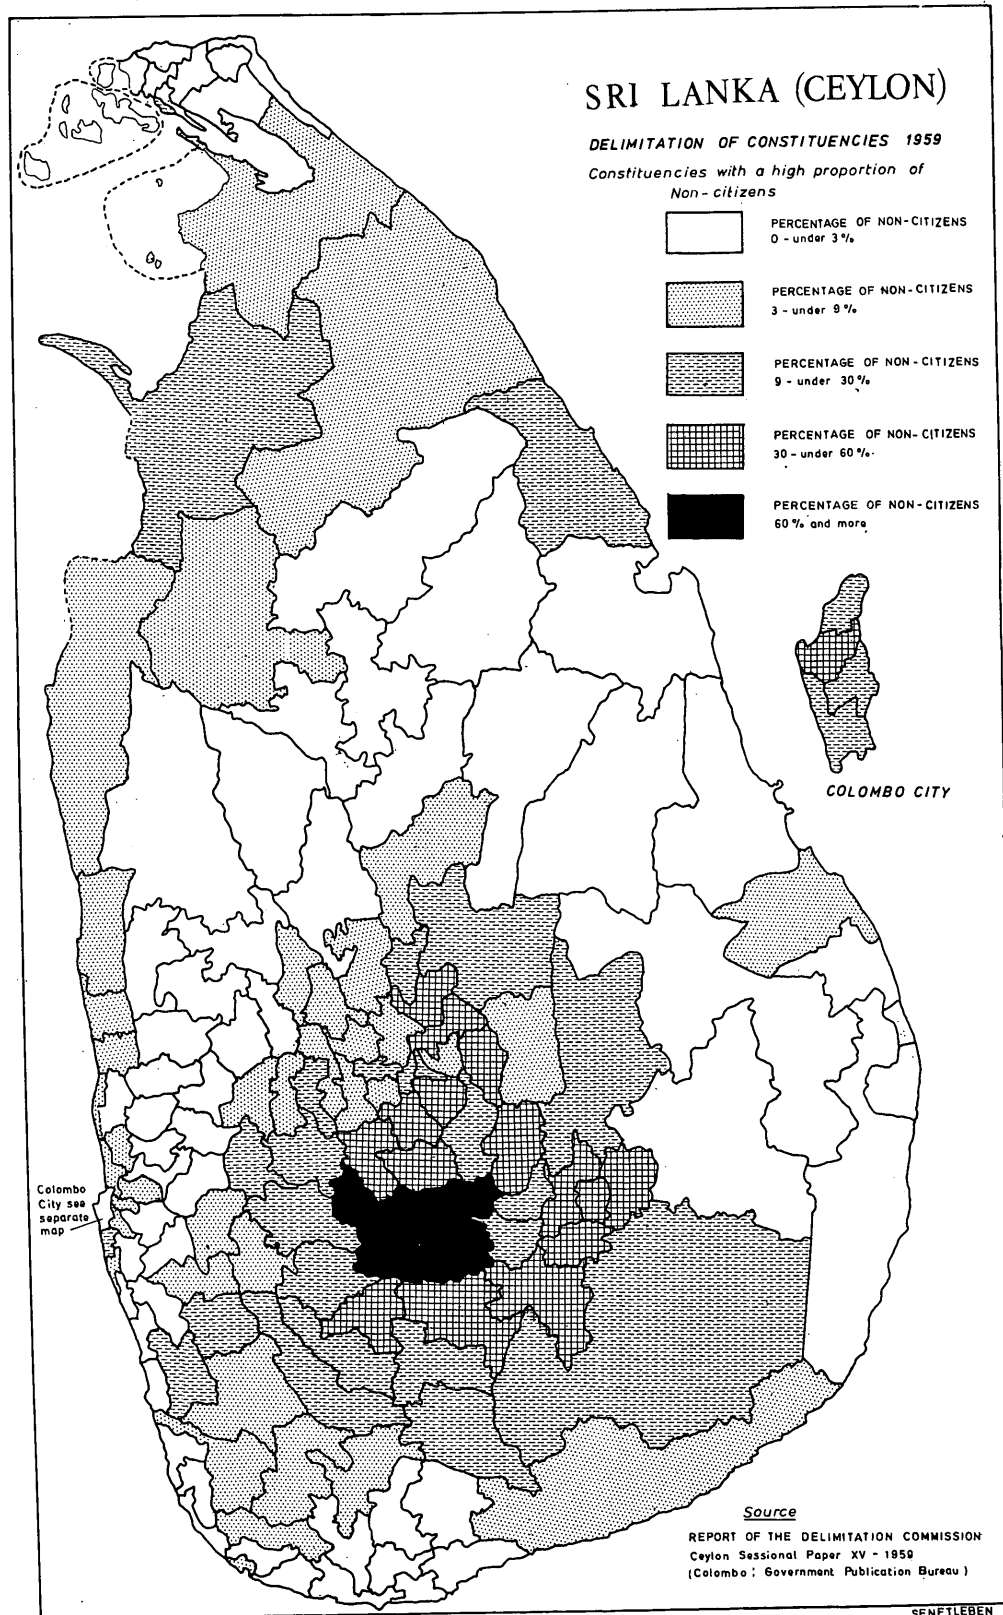 SRI LANKA (CEYLON)
DELIMITATION OF CONSTITUENCIES 1959
Constituencies with a high proportion of
Non-citizens
PERCENTAGE OF NON-CITIZENS
0 - under 3%
PERCENTAGE OF NON-CITIZENS
3 - under 9%
PERCENTAGE OF NON-CITIZENS
9 - under 30%
PERCENTAGE OF NON-CITIZENS
30 - under 60%
PERCENTAGE OF NON-CITIZENS
60% and more
COLOMBO CITY
Colombo
City see
separate
map
Source
REPORT OF THE DELIMITATION COMMISSION
Ceylon Sessional Paper XV - 1959
(Colombo: Government Publication Bureau)
SENFTLEBEN